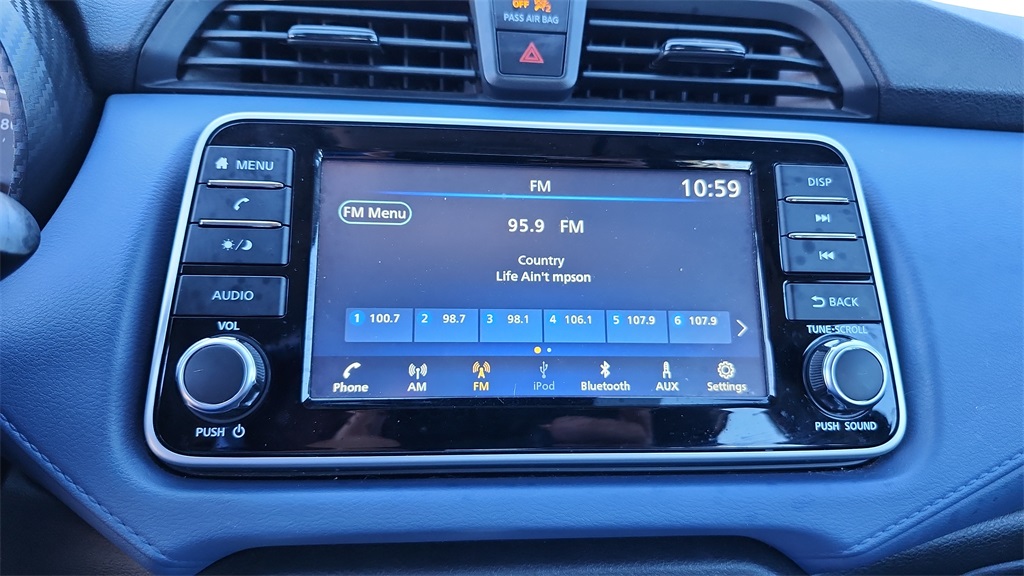 OFF
PASS AIR BAG
8
MENU
DISP
AUDIO
BACK
VOL
TUNE·SCROLL
PUSH
PUSH SOUND
FM
10:59
FM Menu
95.9 FM
Country
Life Ain't mpson
1 100.7
2 98.7
3 98.1
4 106.1
5 107.9
6 107.9
Phone
AM
FM
iPod
Bluetooth
AUX
Settings